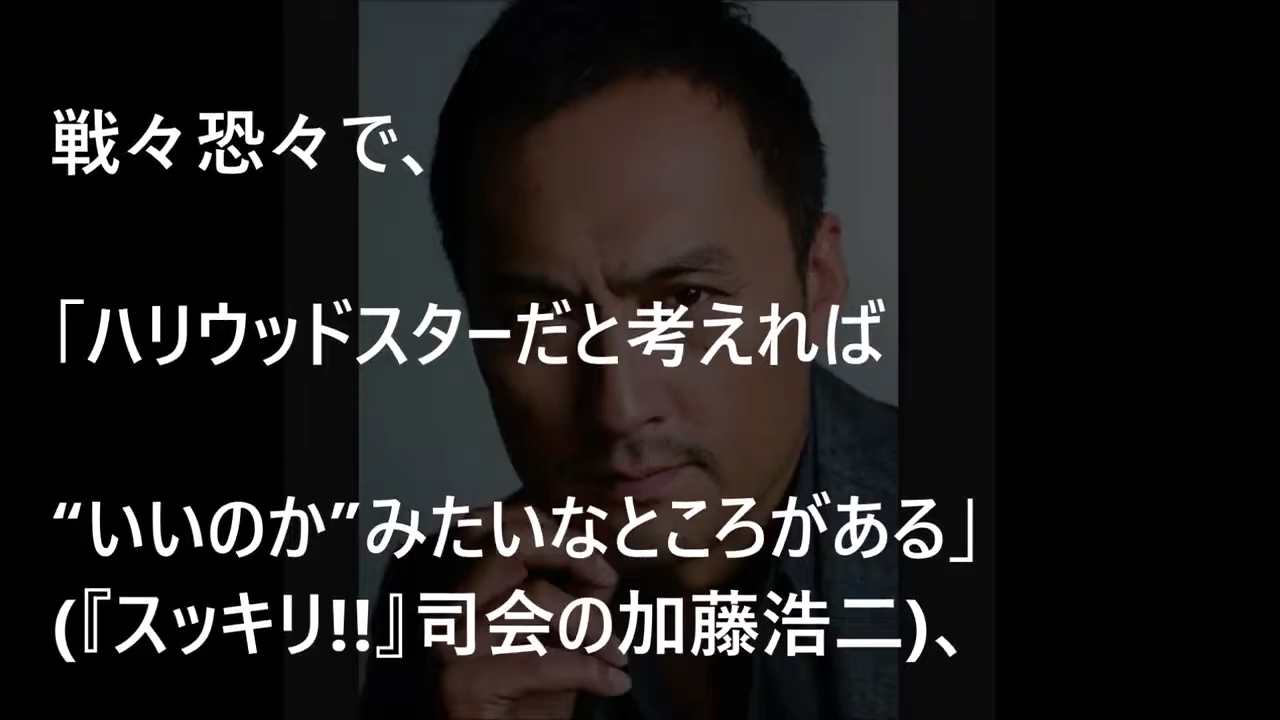 戦々恐々で、
「ハリウッドスターだと考えれば
“いいのか”みたいなところがある」
(『スッキリ!!』司会の加藤浩二)、